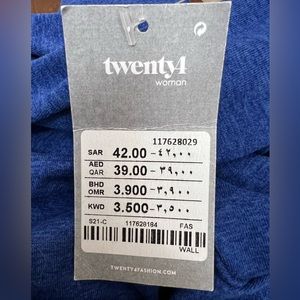 twenty4
woman
117628029
SAR 42.00 -٤٢,٠٠
AED
QAR 39.00 -٣٩,٠٠
BHD
OMR 3.900 -٣,٩٠٠
KWD 3.500 -٣,٥٠٠
S21-C 117628184 FAS
WALL
TWENTY4FASHION.COM